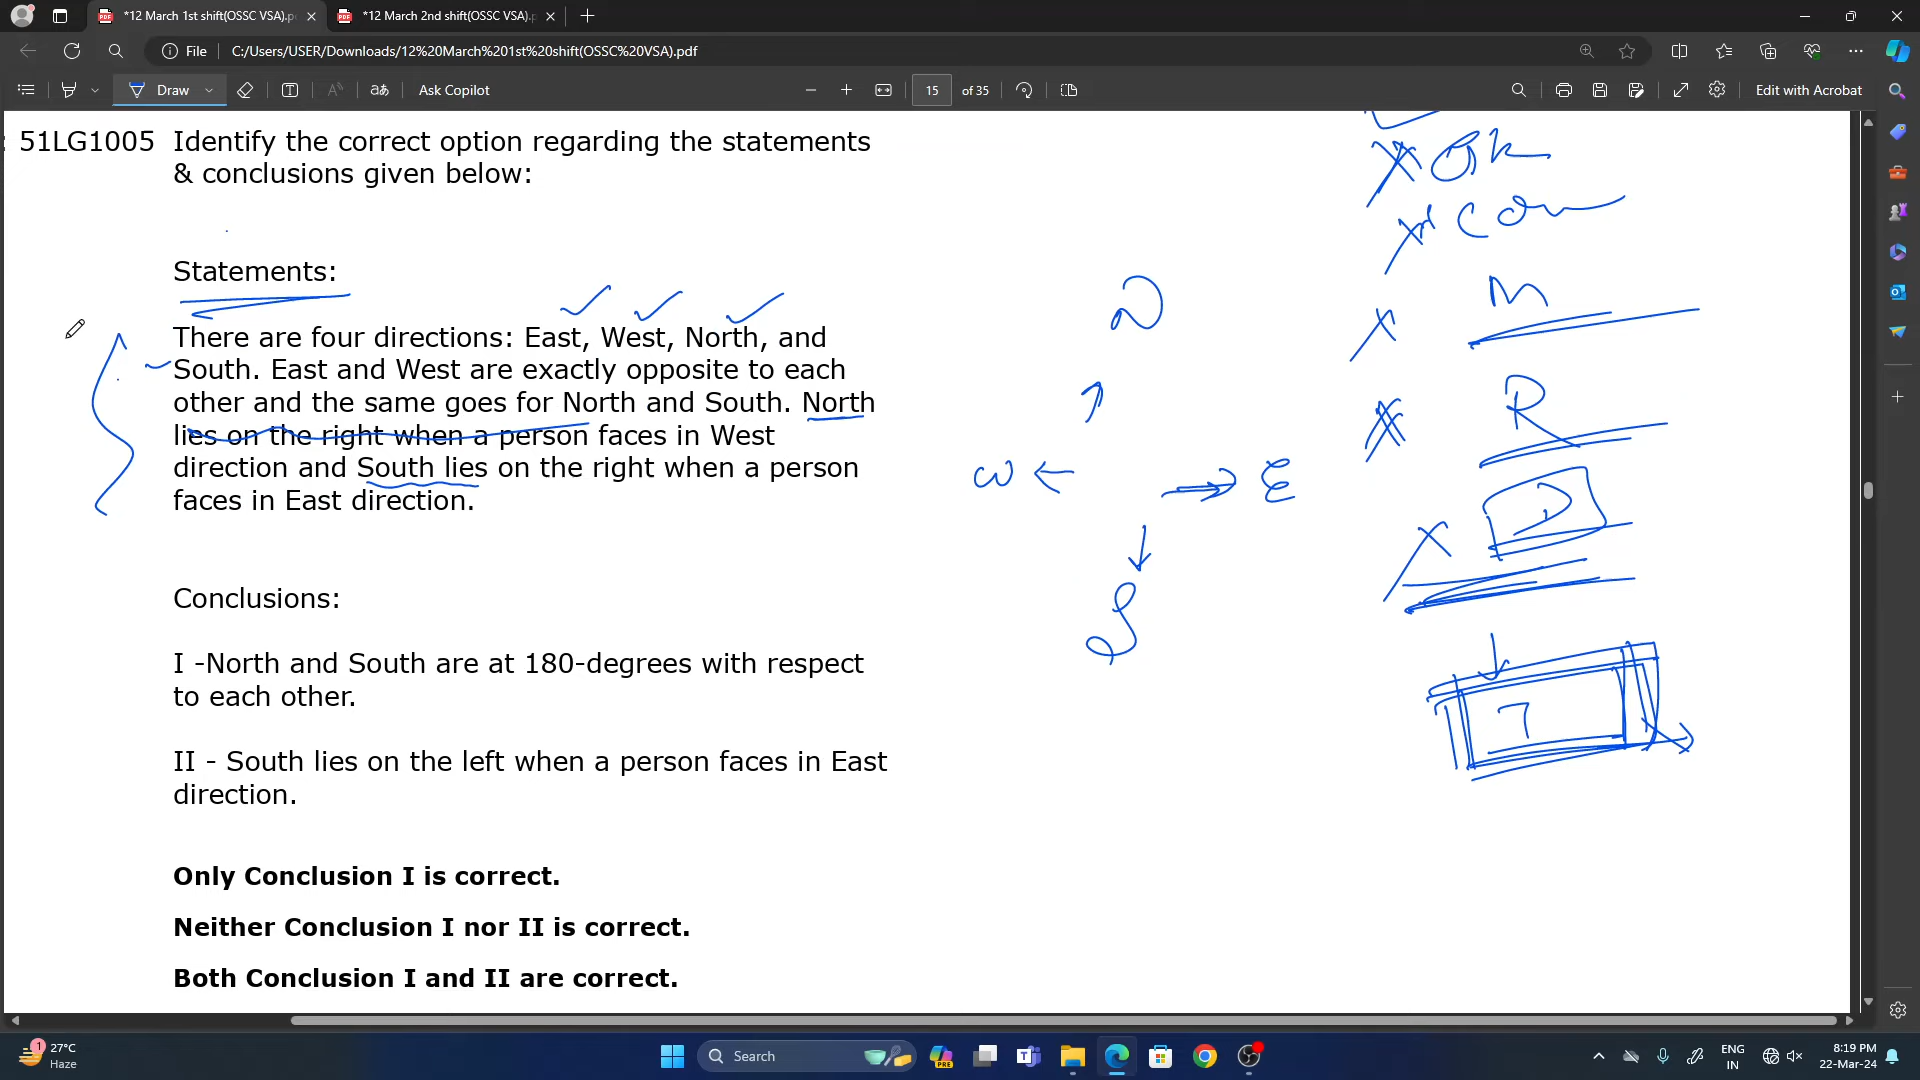 *12 March 1st shift(OSSC VSA).p
*12 March 2nd shift(OSSC VSA).p
File
C:/Users/USER/Downloads/12%20March%201st%20shift(OSSC%20VSA).pdf
Draw
aあ
Ask Copilot
15
of 35
Edit with Acrobat
51LG1005 Identify the correct option regarding the statements
& conclusions given below:
Statements:
There are four directions: East, West, North, and
South. East and West are exactly opposite to each
other and the same goes for North and South. North
lies on the right when a person faces in West
direction and South lies on the right when a person
faces in East direction.
Conclusions:
I -North and South are at 180-degrees with respect
to each other.
II - South lies on the left when a person faces in East
direction.
Only Conclusion I is correct.
Neither Conclusion I nor II is correct.
Both Conclusion I and II are correct.
N
W
E
S
M
R
D
T
1
27°C
Haze
Search
PRE
ENG
IN
8:19 PM
22-Mar-24